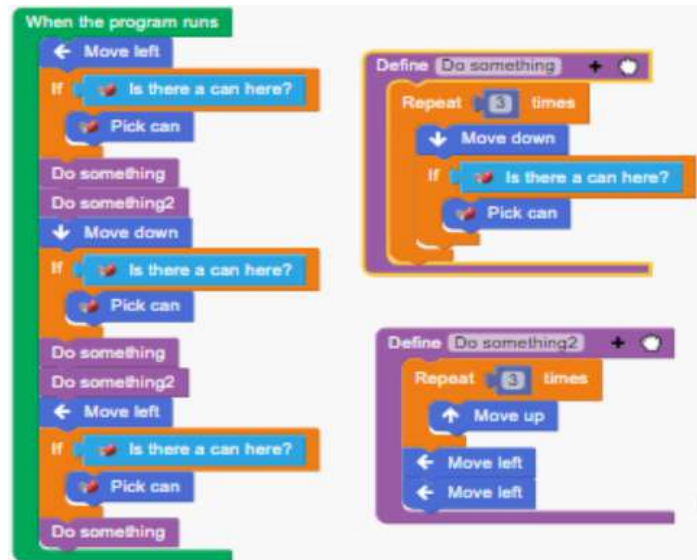 When the program runs
Move left
If Is there a can here?
Pick can
Do something
Do something2
Move down
If Is there a can here?
Pick can
Do something
Do something2
Move left
If Is there a can here?
Pick can
Do something
Define Do something +
Repeat 3 times
Move down
If Is there a can here?
Pick can
Define Do something2 +
Repeat 3 times
Move up
Move left
Move left